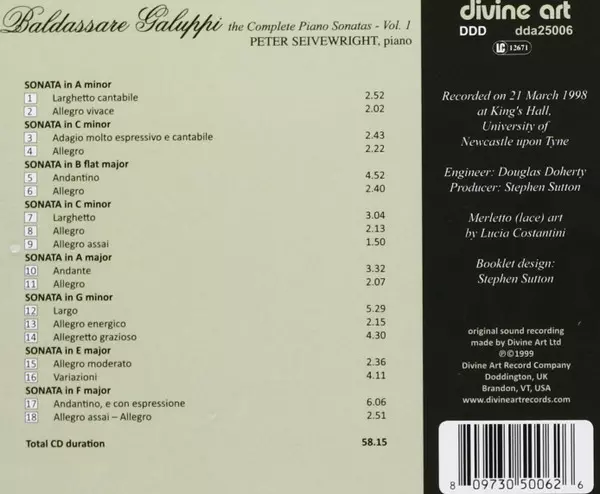 Baldassare Galuppi the Complete Piano Sonatas - Vol. 1
PETER SEIVEWRIGHT, piano
SONATA in A minor
1 Larghetto cantabile 2.52
2 Allegro vivace 2.02
SONATA in C minor
3 Adagio molto espressivo e cantabile 2.43
4 Allegro 2.22
SONATA in B flat major
5 Andantino 4.52
6 Allegro 2.40
SONATA in C minor
7 Larghetto 3.04
8 Allegro 2.13
9 Allegro assai 1.50
SONATA in A major
10 Andante 3.32
11 Allegro 2.07
SONATA in G minor
12 Largo 5.29
13 Allegro energico 2.15
14 Allegretto grazioso 4.30
SONATA in E major
15 Allegro moderato 2.36
16 Variazioni 4.11
SONATA in F major
17 Andantino, e con espressione 6.06
18 Allegro assai – Allegro 2.51
Total CD duration 58.15
divine art
DDD dda25006
LC 12671
Recorded on 21 March 1998
at King's Hall,
University of
Newcastle upon Tyne
Engineer: Douglas Doherty
Producer: Stephen Sutton
Merletto (lace) art
by Lucia Costantini
Booklet design:
Stephen Sutton
original sound recording
made by Divine Art Ltd
℗©1999
Divine Art Record Company
Doddington, UK
Brandon, VT, USA
www.divineartrecords.com
8 09730 50062 6